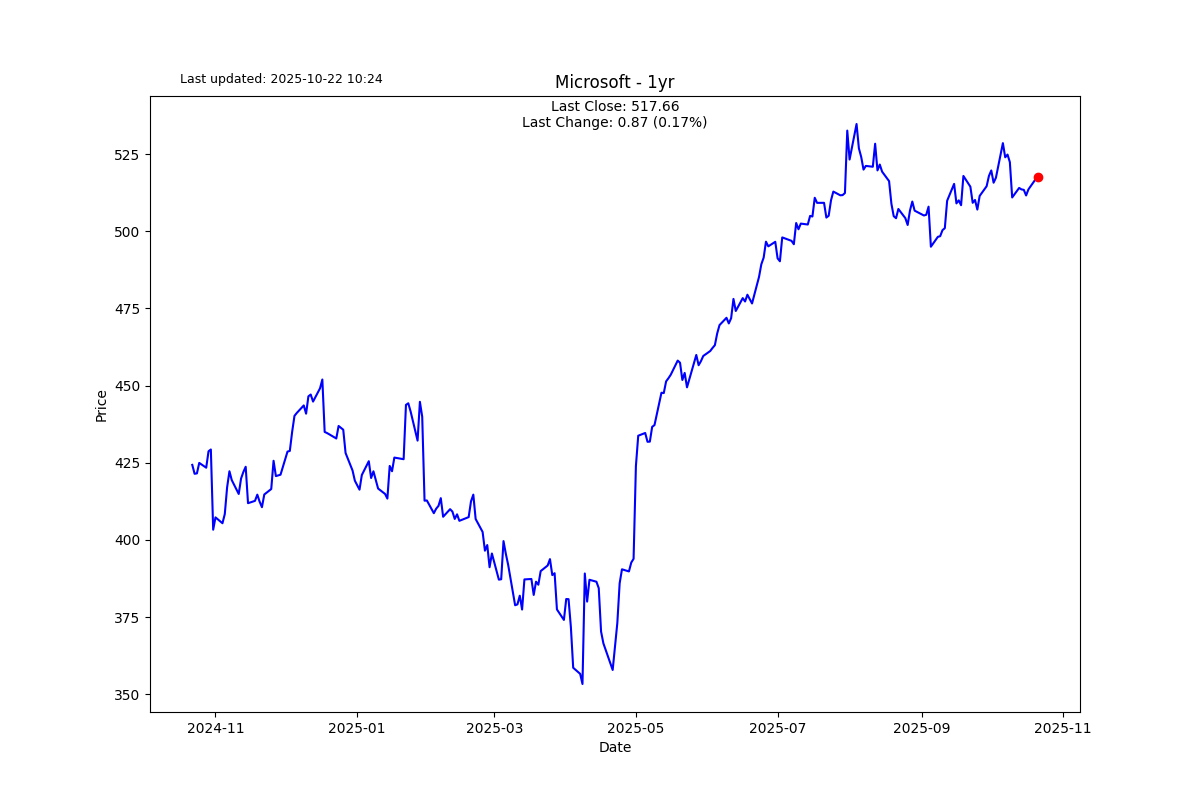 Last updated: 2025-10-22 10:24
Microsoft - 1yr
Last Close: 517.66
Last Change: 0.87 (0.17%)
525
500
475
450
425
400
375
350
Price
2024-11
2025-01
2025-03
2025-05
2025-07
2025-09
2025-11
Date